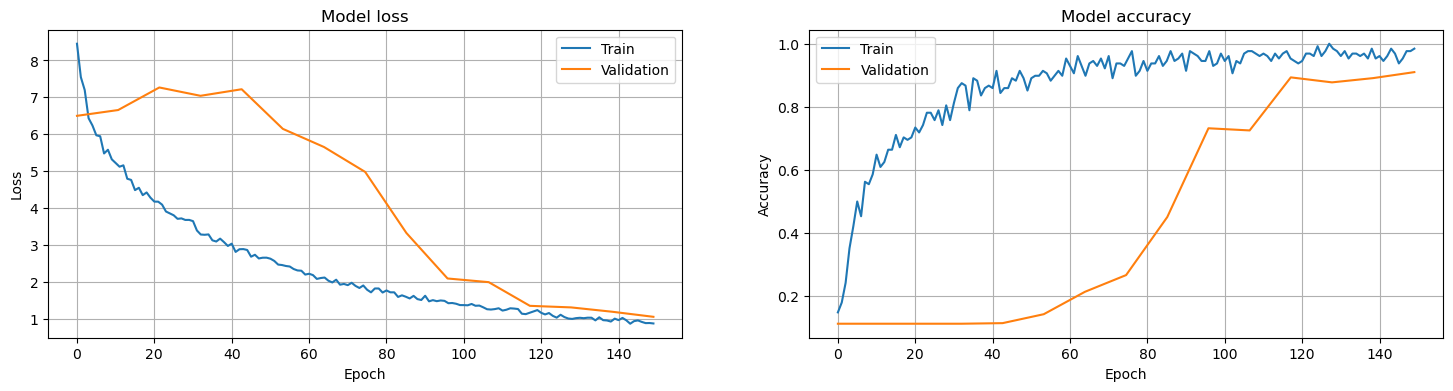 Model loss
Train
Validation
8
7
6
5
4
3
2
1
Loss
0 20 40 60 80 100 120 140
Epoch
Model accuracy
Train
Validation
1.0
0.8
0.6
0.4
0.2
Accuracy
0 20 40 60 80 100 120 140
Epoch